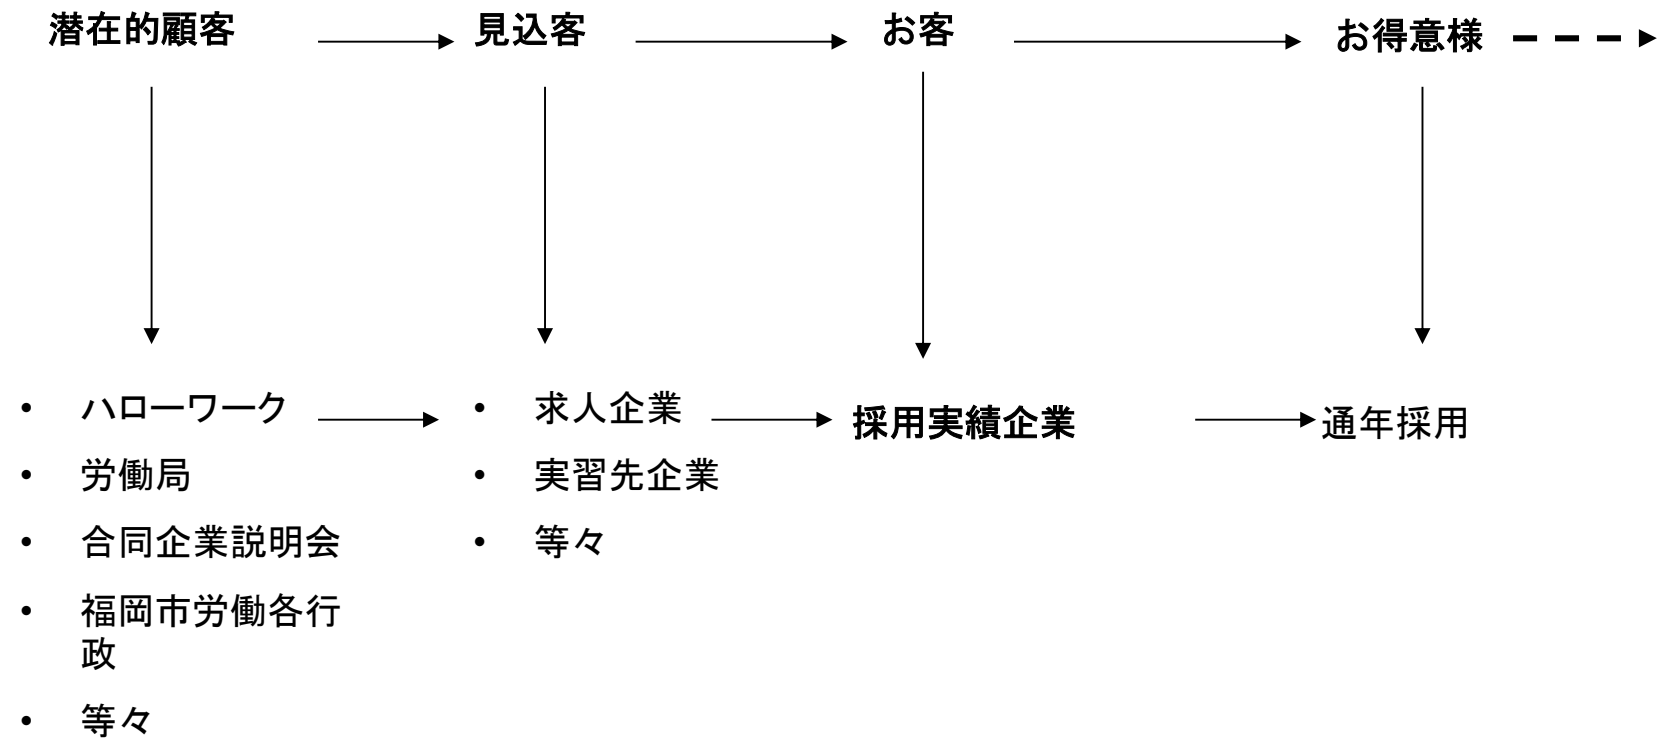 潜在的顧客
見込客
お客
お得意様
• ハローワーク
• 労働局
• 合同企業説明会
• 福岡市労働各行
政
• 等々
• 求人企業
• 実習先企業
• 等々
採用実績企業
通年採用